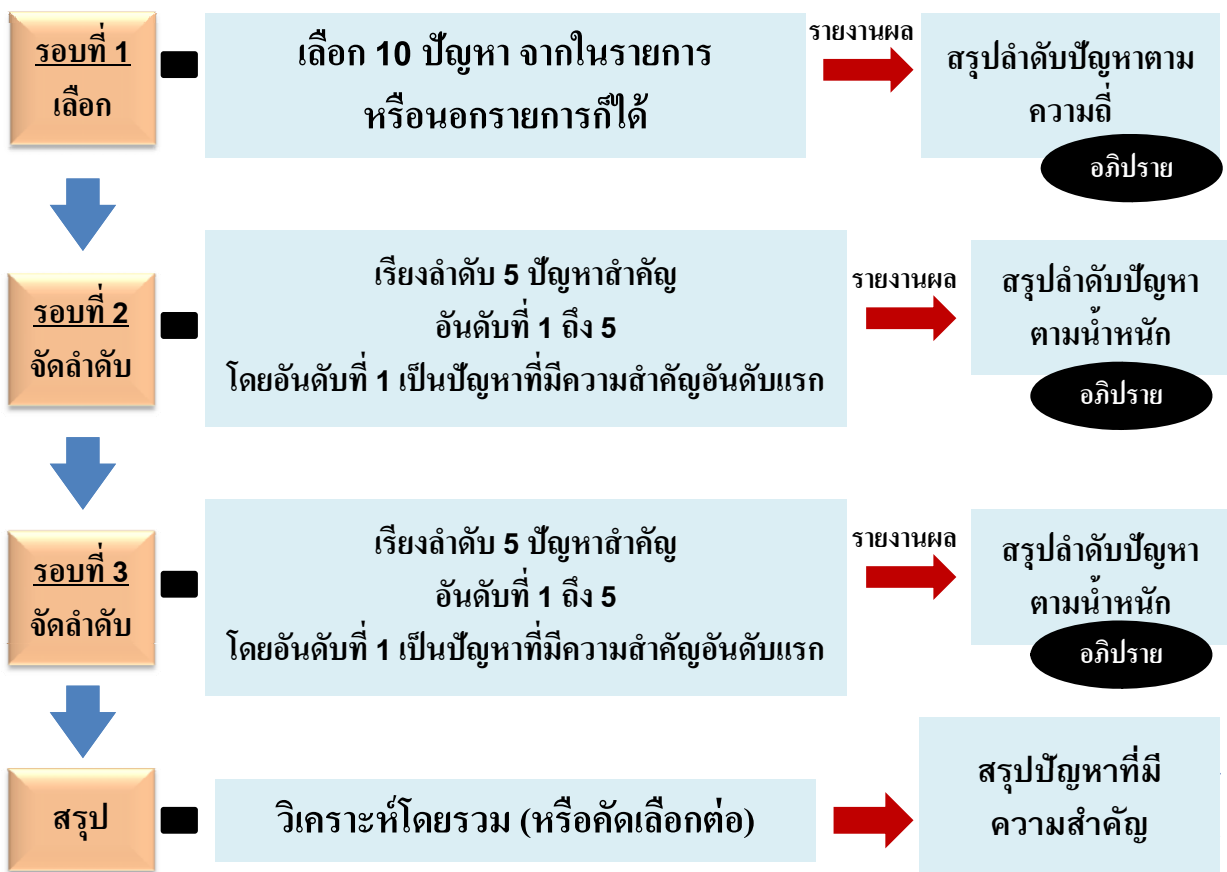 รอบที่ 1
เลือก
เลือก 10 ปัญหา จากในรายการ
หรือนอกรายการก็ได้
รายงานผล
สรุปลำดับปัญหาตาม
ความถี่
อภิปราย
รอบที่ 2
จัดลำดับ
เรียงลำดับ 5 ปัญหาสำคัญ
อันดับที่ 1 ถึง 5
โดยอันดับที่ 1 เป็นปัญหาที่มีความสำคัญอันดับแรก
รายงานผล
สรุปลำดับปัญหา
ตามน้ำหนัก
อภิปราย
รอบที่ 3
จัดลำดับ
เรียงลำดับ 5 ปัญหาสำคัญ
อันดับที่ 1 ถึง 5
โดยอันดับที่ 1 เป็นปัญหาที่มีความสำคัญอันดับแรก
รายงานผล
สรุปลำดับปัญหา
ตามน้ำหนัก
อภิปราย
สรุป
วิเคราะห์โดยรวม (หรือคัดเลือกต่อ)
สรุปปัญหาที่มี
ความสำคัญ